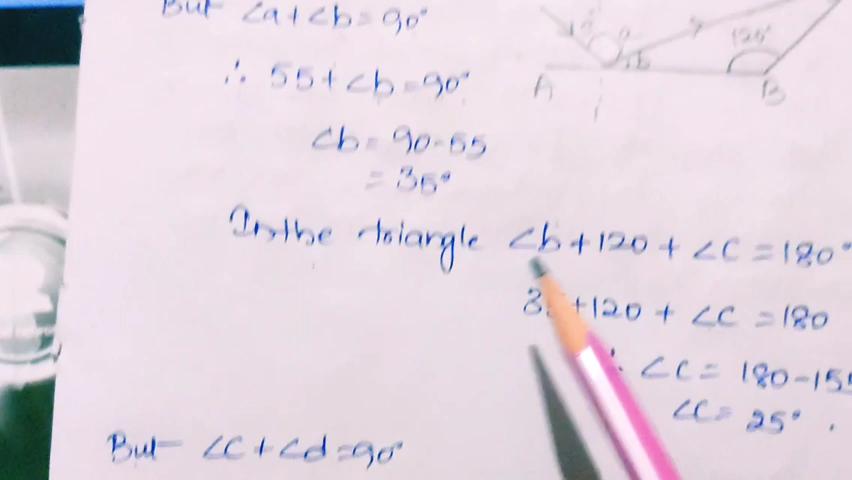 But ∠a+∠b=90°
∴ 55+∠b=90°
∠b= 90-55
= 35°
A
b
120°
B
In the triangle ∠b+120+∠C=180°
+120 + ∠C =180
∠C= 180-155
∠C= 25°.
But ∠C+∠d=90°